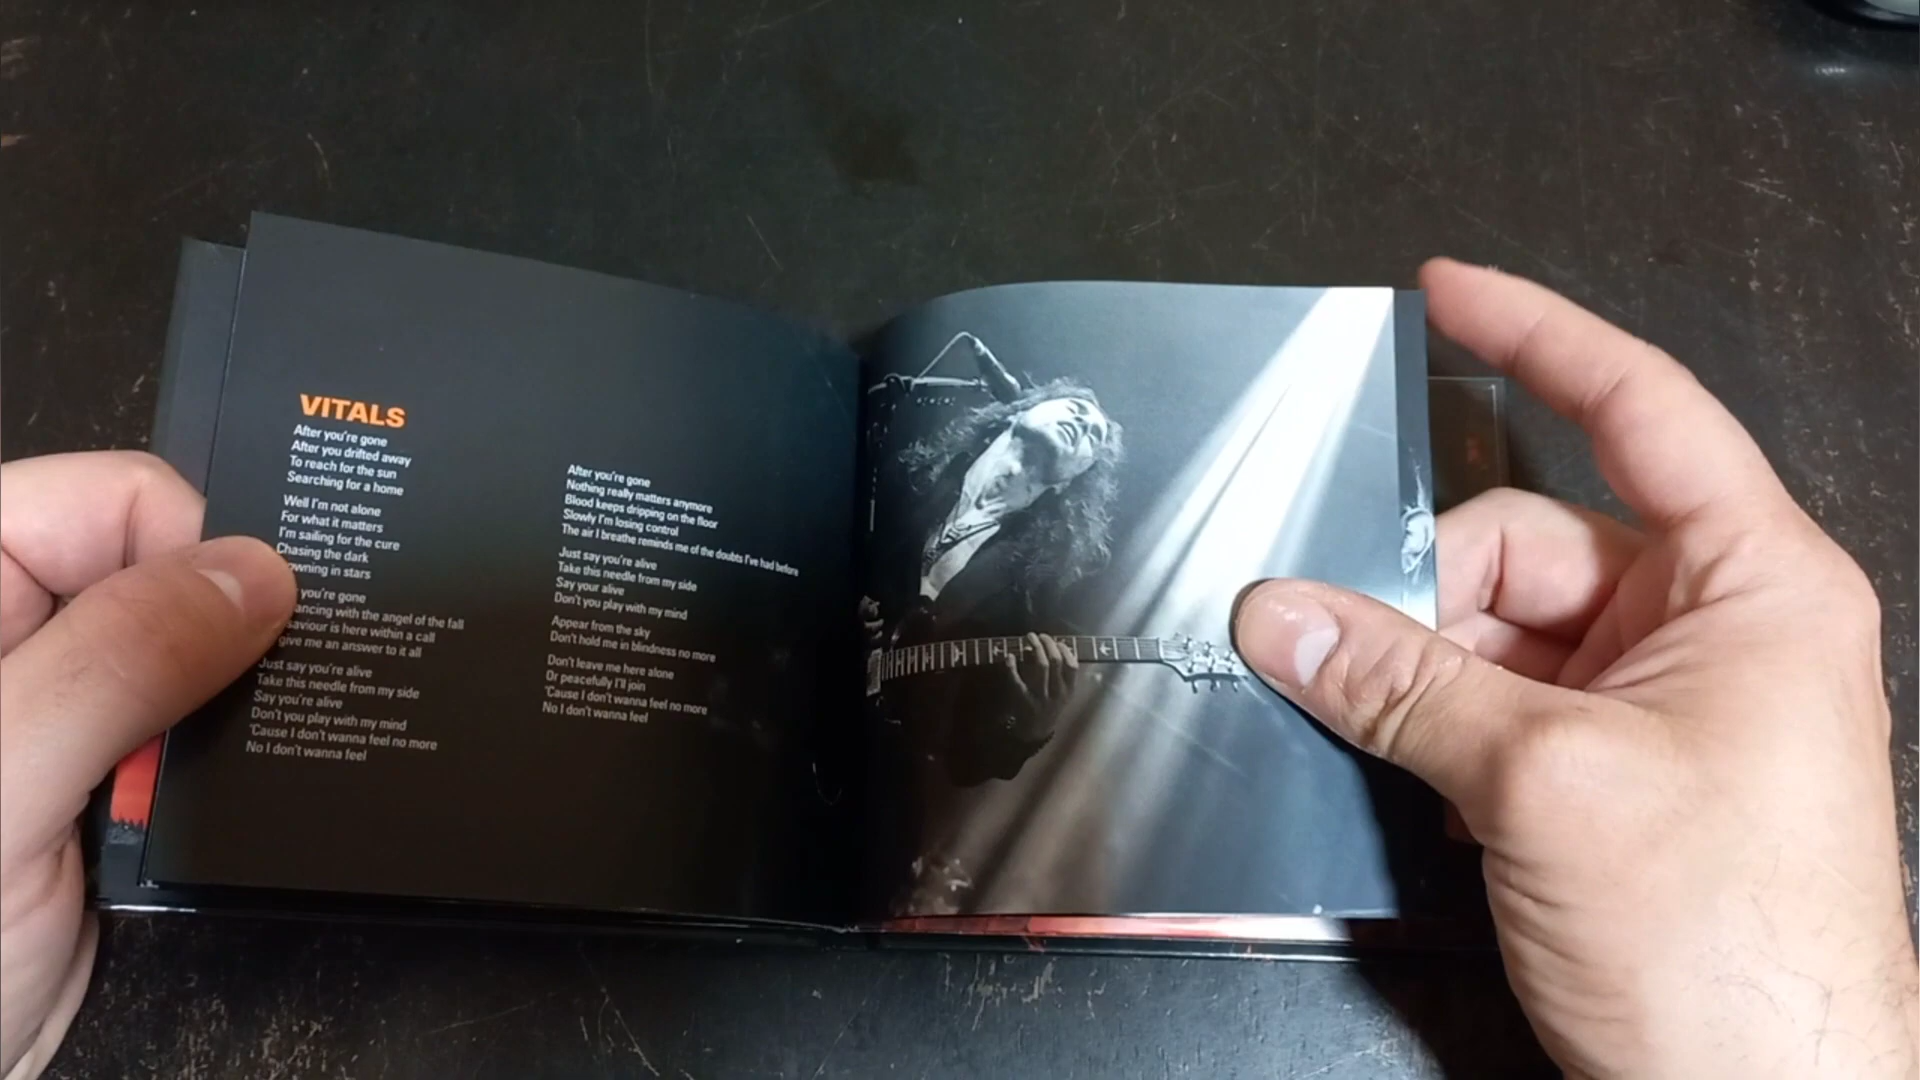 VITALS
After you're gone
After you drifted away
To reach for the sun
Searching for a home
Well I'm not alone
For what it matters
I'm sailing for the cure
Chasing the dark
owning in stars
you're gone
ancing with the angel of the fall
saviour is here within a call
give me an answer to it all
Just say you're alive
Take this needle from my side
Say you're alive
Don't you play with my mind
'Cause I don't wanna feel no more
No I don't wanna feel
After you're gone
Nothing really matters anymore
Blood keeps dripping on the floor
Slowly I'm losing control
The air I breathe reminds me of the doubts I've had before
Just say you're alive
Take this needle from my side
Say your alive
Don't you play with my mind
Appear from the sky
Don't hold me in blindness no more
Don't leave me here alone
Or peacefully I'll join
'Cause I don't wanna feel no more
No I don't wanna feel